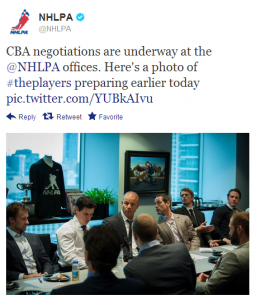 NHLPA
@NHLPA
CBA negotiations are underway at the
@NHLPA offices. Here's a photo of
#theplayers preparing earlier today
pic.twitter.com/YUBkAIvu
Reply Retweet Favorite
NHLPA